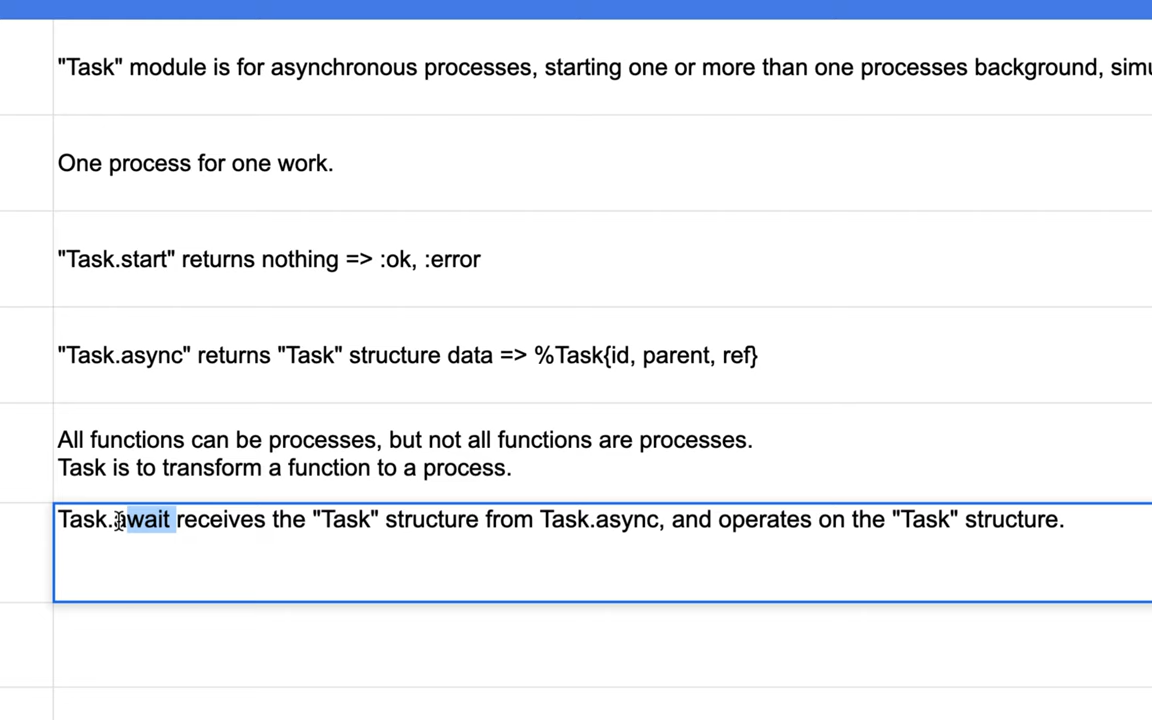 "Task" module is for asynchronous processes, starting one or more than one processes background,
One process for one work.
"Task.start" returns nothing => :ok, :error
"Task.async" returns "Task" structure data => %Task{id, parent, ref}
All functions can be processes, but not all functions are processes.
Task is to transform a function to a process.
Task.await receives the "Task" structure from Task.async, and operates on the "Task" structure.